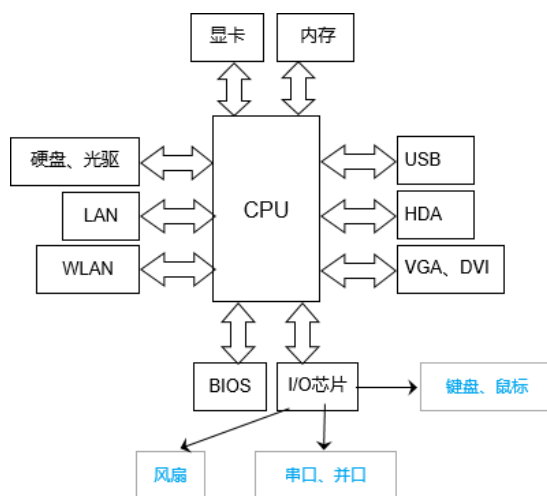 显卡
内存
硬盘、光驱
USB
CPU
LAN
HDA
WLAN
VGA、DVI
BIOS
I/O芯片
键盘、鼠标
风扇
串口、并口